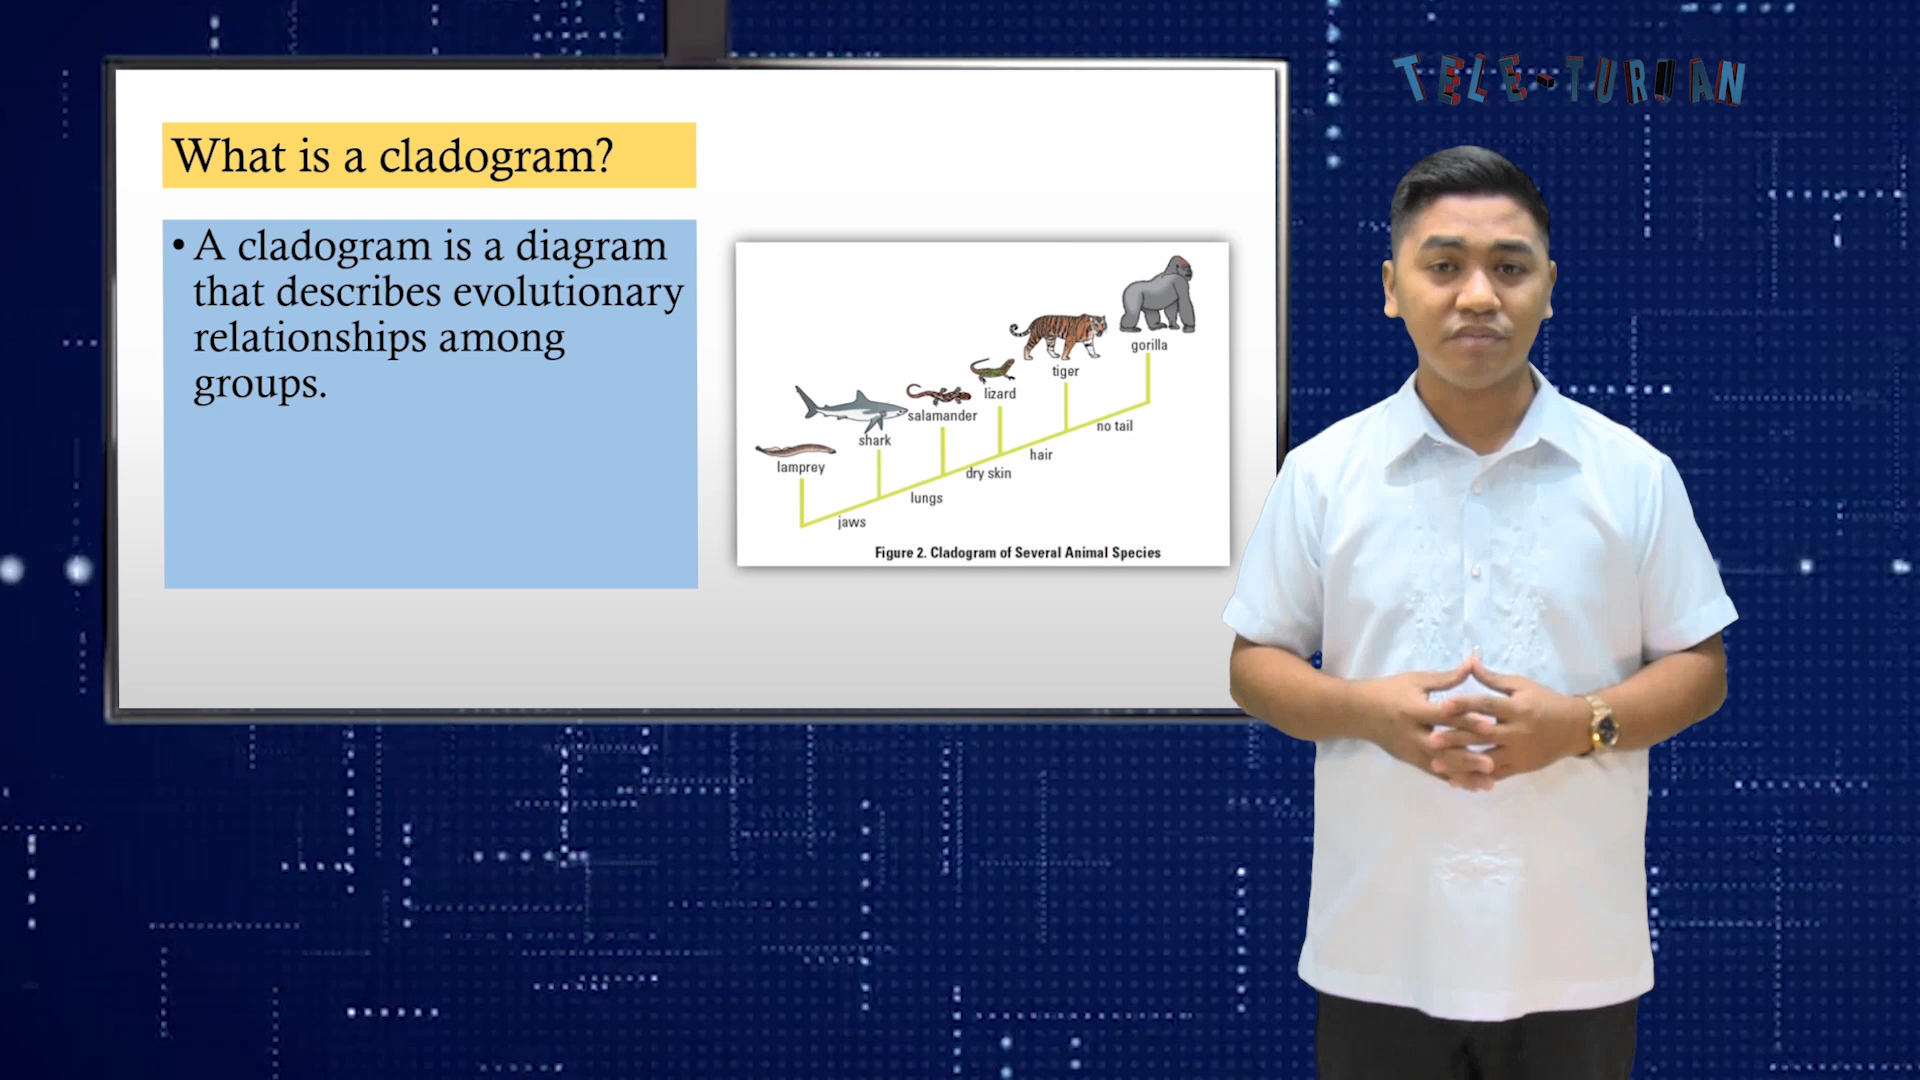 TELE-TURUAN
What is a cladogram?
• A cladogram is a diagram
that describes evolutionary
relationships among
groups.
gorilla
tiger
lizard
salamander
shark
lamprey
no tail
hair
dry skin
lungs
jaws
Figure 2. Cladogram of Several Animal Species